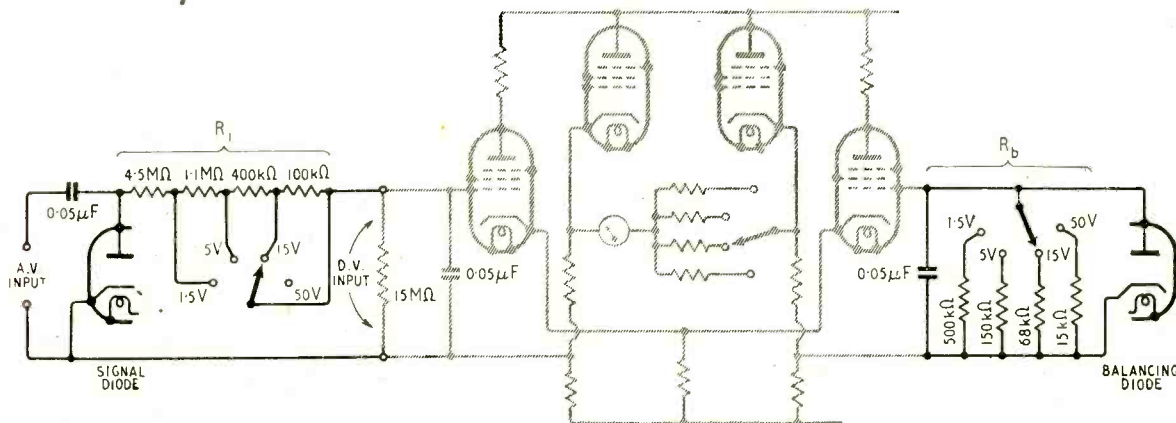 R₁
4·5MΩ 1·1MΩ 400kΩ 100kΩ
0·05μF
A.V.
INPUT
1·5V
5V
15V
50V
D.V.
INPUT
15MΩ
0·05μF
SIGNAL
DIODE
R_b
0·05μF
1·5V
5V
15V
50V
500kΩ
150kΩ
68kΩ
15kΩ
BALANCING
DIODE